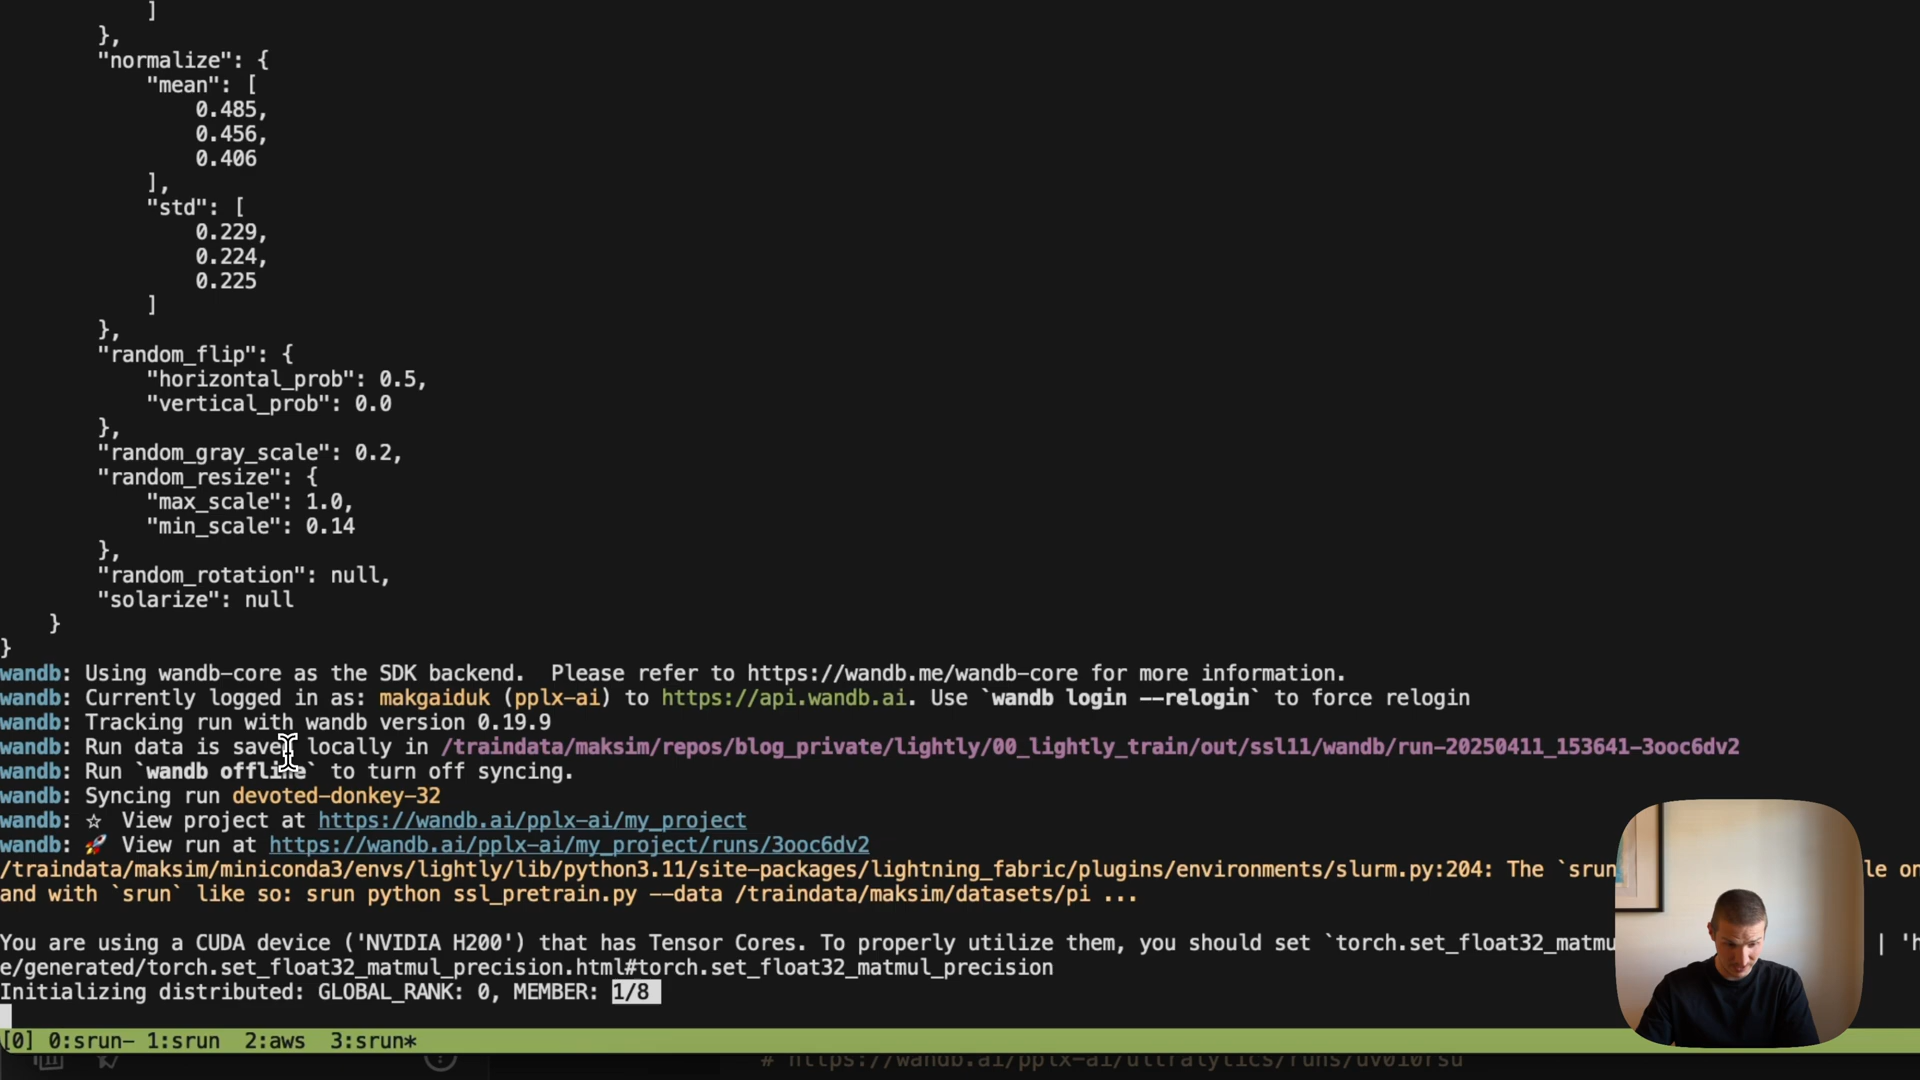 ]
},
"normalize": {
"mean": [
0.485,
0.456,
0.406
],
"std": [
0.229,
0.224,
0.225
]
},
"random_flip": {
"horizontal_prob": 0.5,
"vertical_prob": 0.0
},
"random_gray_scale": 0.2,
"random_resize": {
"max_scale": 1.0,
"min_scale": 0.14
},
"random_rotation": null,
"solarize": null
}
}
wandb: Using wandb-core as the SDK backend.  Please refer to https://wandb.me/wandb-core for more information.
wandb: Currently logged in as: makgaiduk (pplx-ai) to https://api.wandb.ai. Use `wandb login --relogin` to force relogin
wandb: Tracking run with wandb version 0.19.9
wandb: Run data is saved locally in /traindata/maksim/repos/blog_private/lightly/00_lightly_train/out/ssl11/wandb/run-20250411_153641-3ooc6dv2
wandb: Run `wandb offline` to turn off syncing.
wandb: Syncing run devoted-donkey-32
wandb: ☆ View project at https://wandb.ai/pplx-ai/my_project
wandb: 🚀 View run at https://wandb.ai/pplx-ai/my_project/runs/3ooc6dv2
/traindata/maksim/miniconda3/envs/lightly/lib/python3.11/site-packages/lightning_fabric/plugins/environments/slurm.py:204: The `srun le on
and with `srun` like so: srun python ssl_pretrain.py --data /traindata/maksim/datasets/pi ...
You are using a CUDA device ('NVIDIA H200') that has Tensor Cores. To properly utilize them, you should set `torch.set_float32_matmu | 'h
e/generated/torch.set_float32_matmul_precision.html#torch.set_float32_matmul_precision
Initializing distributed: GLOBAL_RANK: 0, MEMBER: 1/8
[0] 0:srun- 1:srun  2:aws  3:srun*